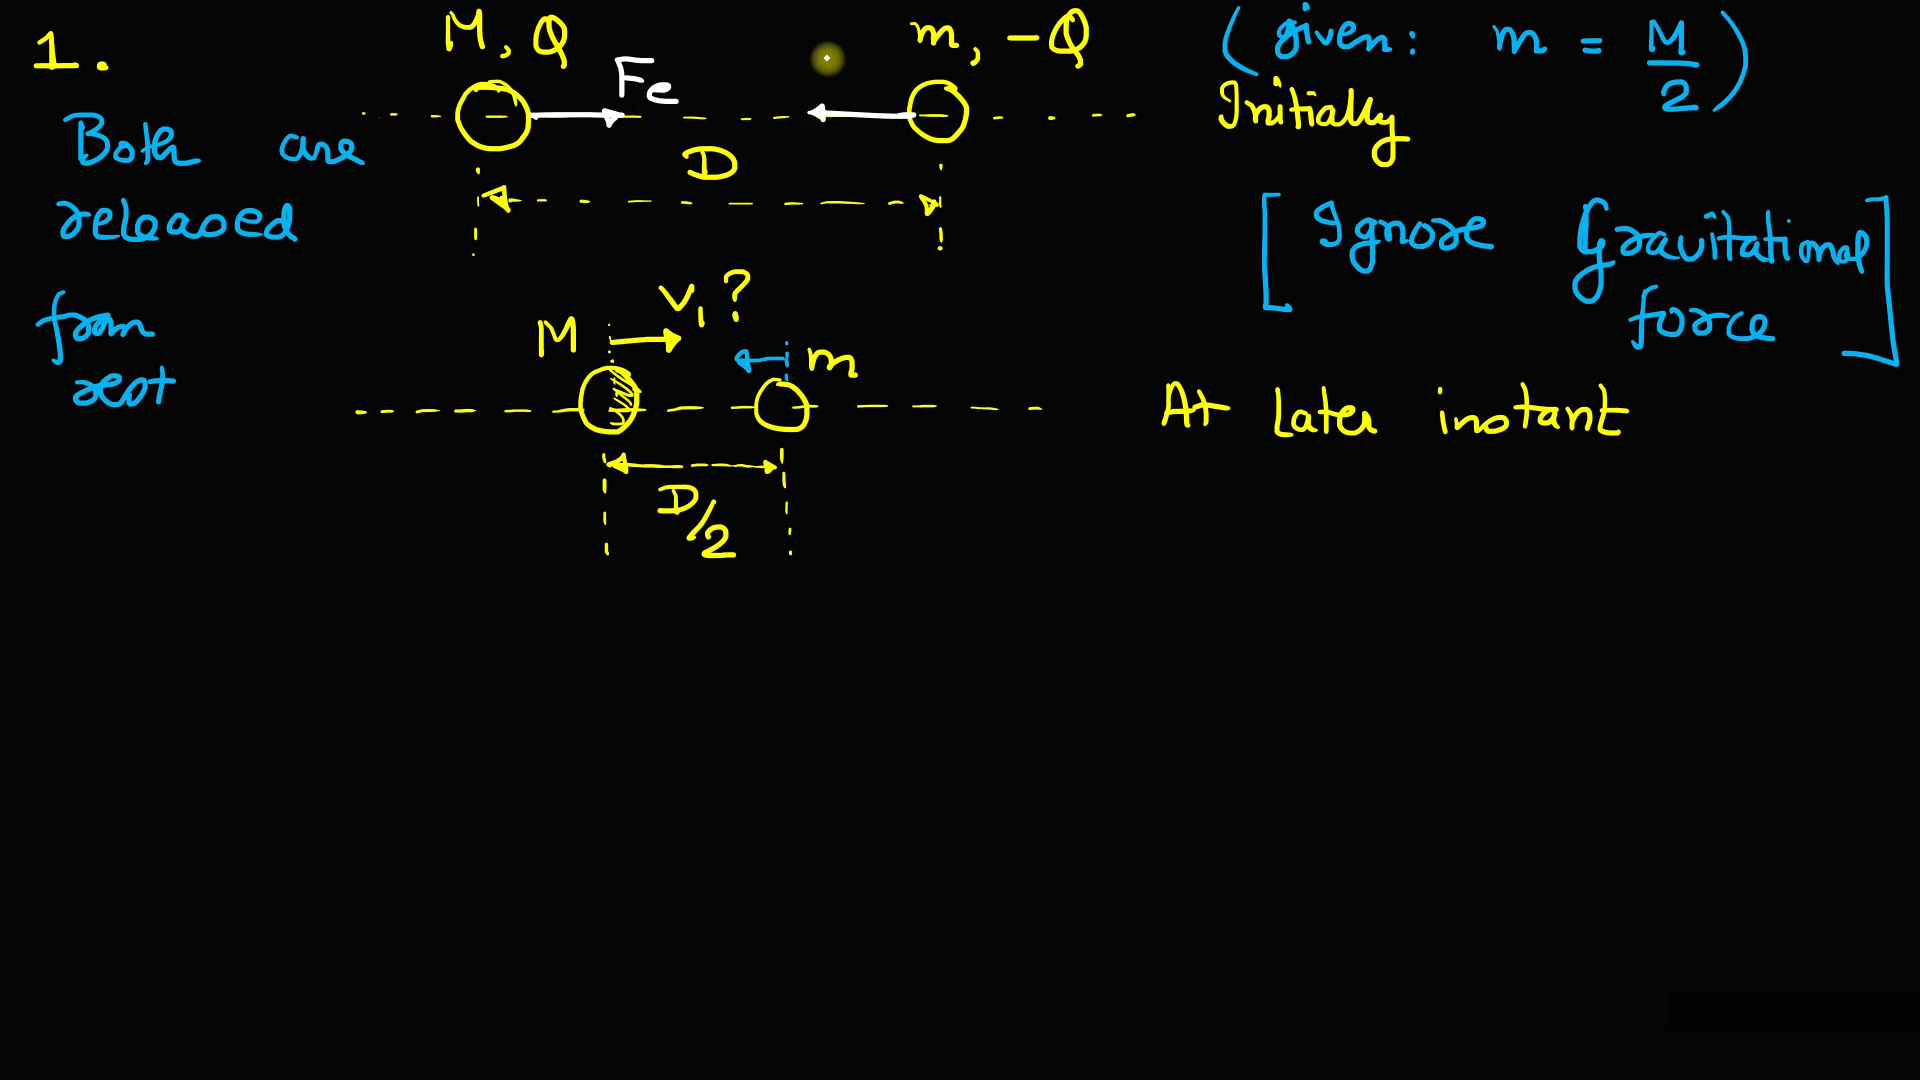 1.
M, Q
m, -Q
(given: m = M/2)
Fe
Initially
Both are
released
from
rest
D
[Ignore Gravitational
force]
V₁?
M
m
At Later instant
D/2